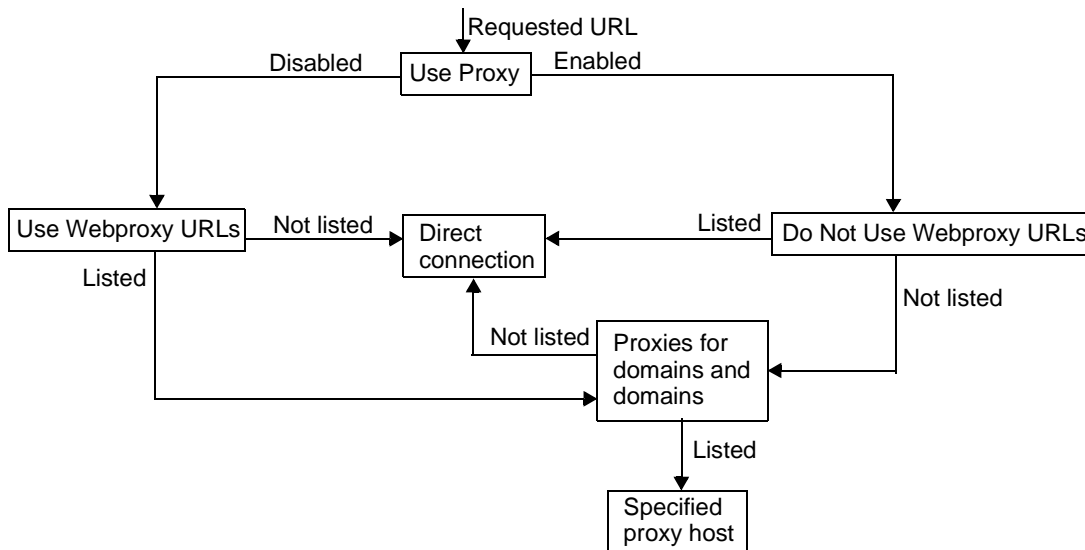 Requested URL
Disabled
Use Proxy
Enabled
Use Webproxy URLs
Not listed
Direct
connection
Listed
Do Not Use Webproxy URLs
Listed
Not listed
Not listed
Proxies for
domains and
domains
Listed
Specified
proxy host